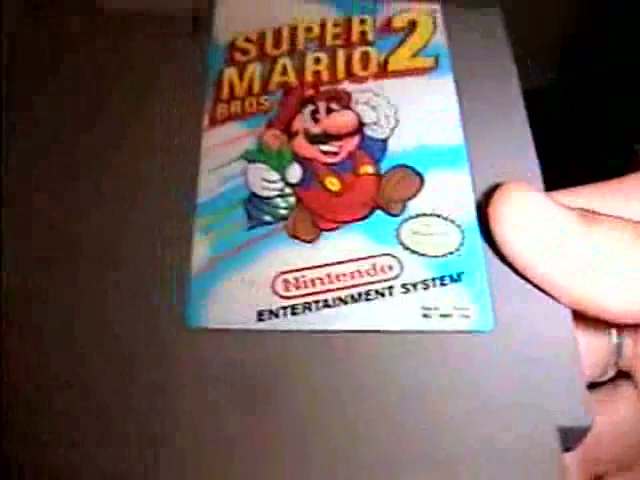 SUPER
MARIO 2
BROS
Nintendo
ENTERTAINMENT SYSTEM